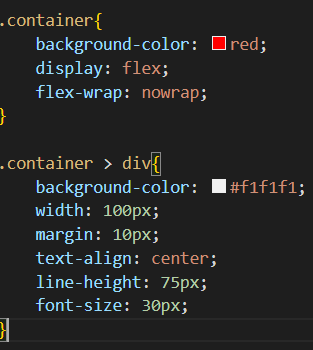 .container{
    background-color: red;
    display: flex;
    flex-wrap: nowrap;
}

.container > div{
    background-color: #f1f1f1;
    width: 100px;
    margin: 10px;
    text-align: center;
    line-height: 75px;
    font-size: 30px;
}